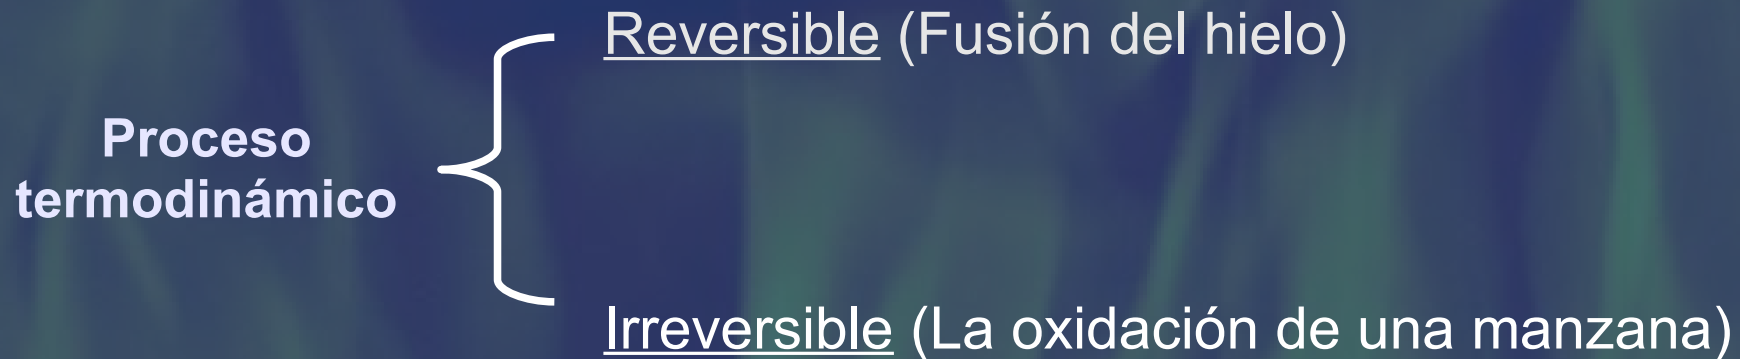 Reversible (Fusión del hielo)
Proceso
termodinámico
Irreversible (La oxidación de una manzana)